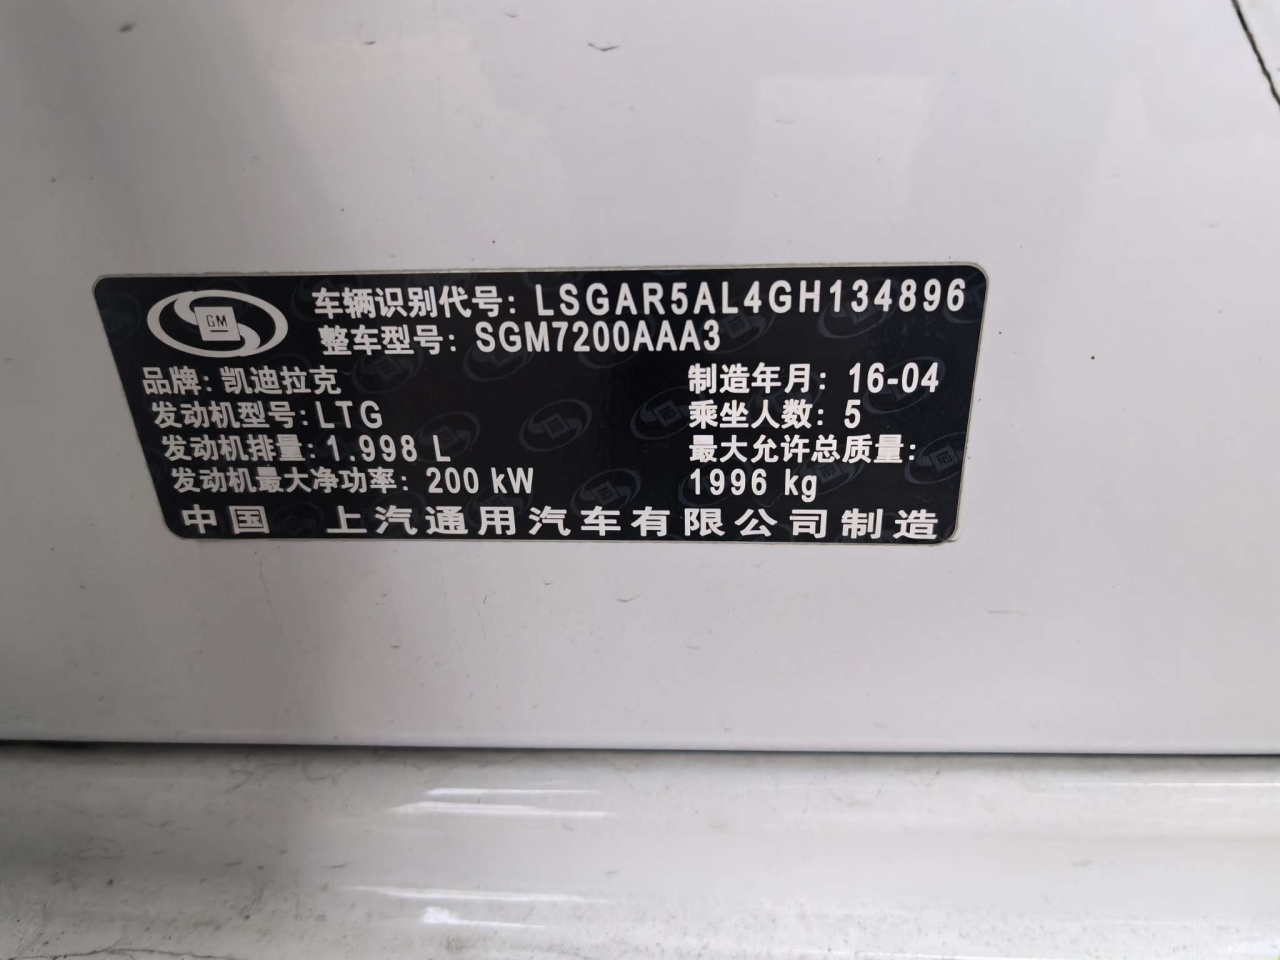 GM
车辆识别代号: LSGAR5AL4GH134896
整车型号: SGM7200AAA3
品牌: 凯迪拉克
制造年月: 16-04
发动机型号: LTG
乘坐人数: 5
发动机排量: 1.998 L
最大允许总质量:
发动机最大净功率: 200 kW
1996 kg
中国 上汽通用汽车有限公司制造